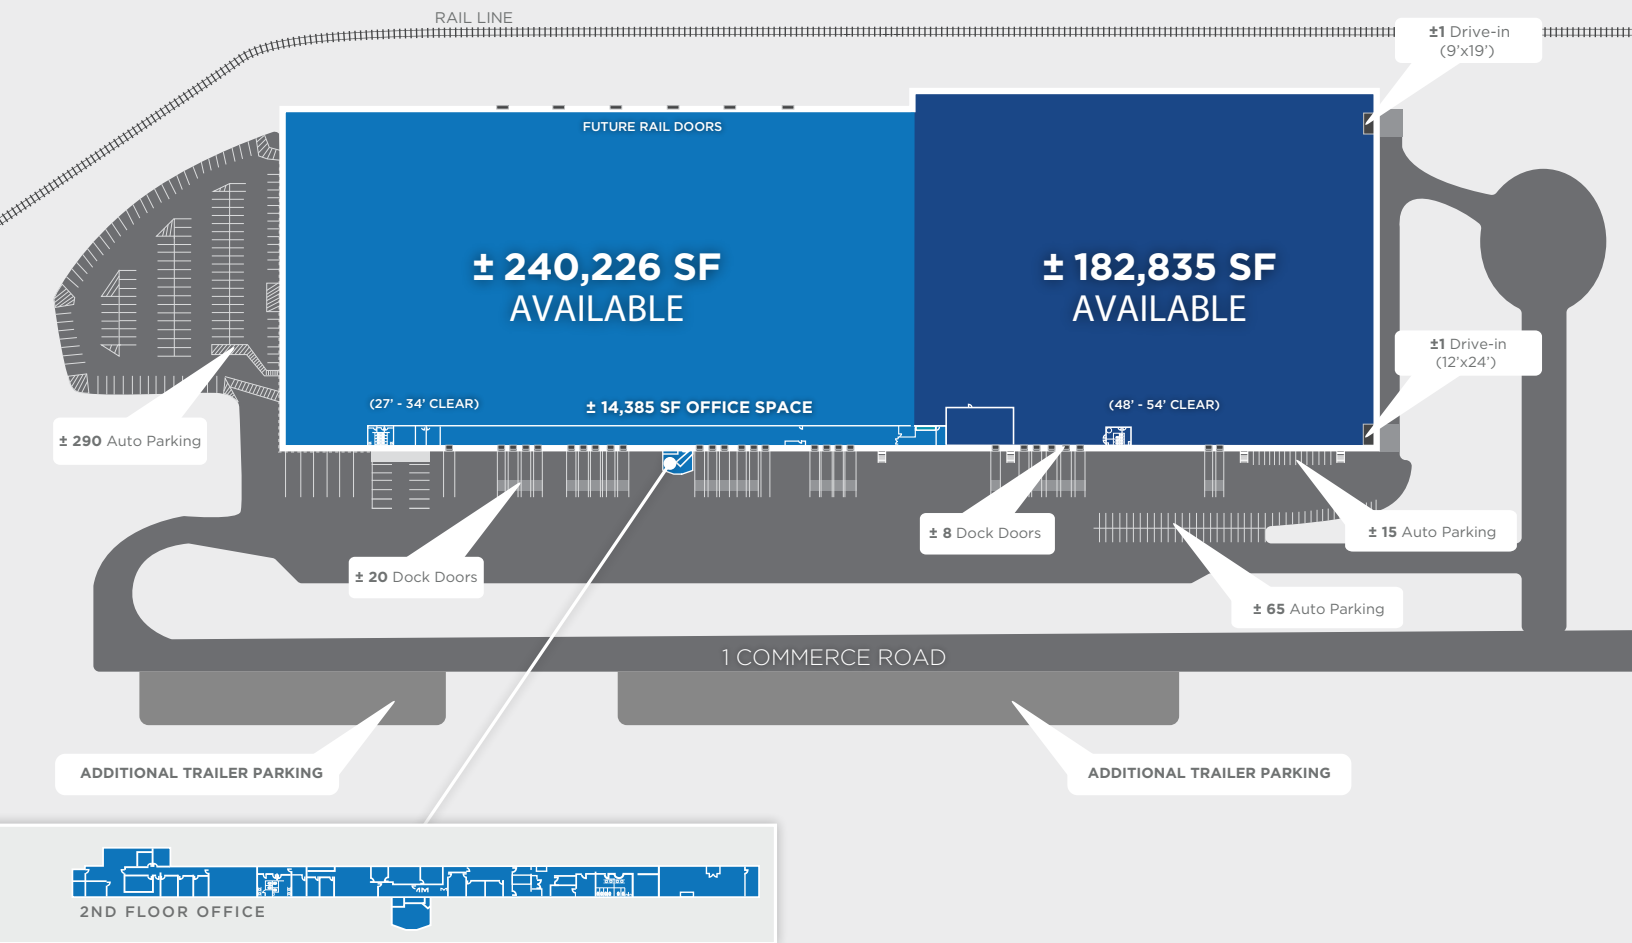 RAIL LINE
±1 Drive-in
(9’x19’)
FUTURE RAIL DOORS
± 240,226 SF
AVAILABLE
± 182,835 SF
AVAILABLE
±1 Drive-in
(12’x24’)
(27’ - 34’ CLEAR)
± 14,385 SF OFFICE SPACE
(48’ - 54’ CLEAR)
± 290 Auto Parking
± 20 Dock Doors
± 8 Dock Doors
± 15 Auto Parking
± 65 Auto Parking
1 COMMERCE ROAD
ADDITIONAL TRAILER PARKING
ADDITIONAL TRAILER PARKING
2ND FLOOR OFFICE